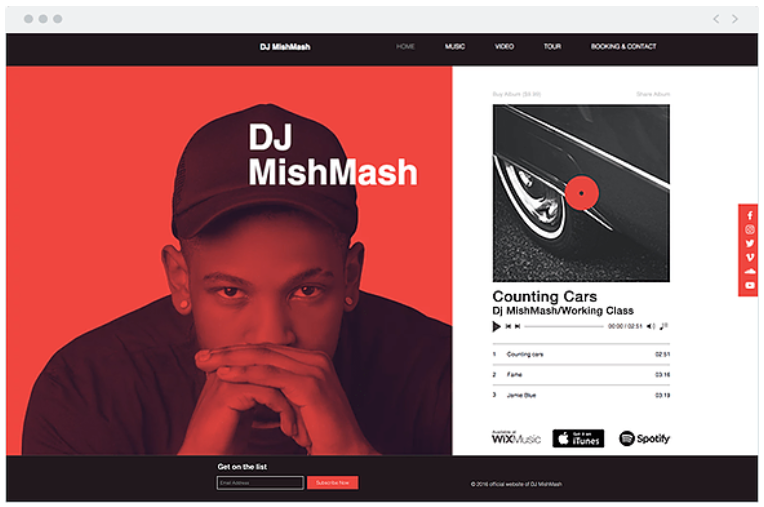 DJ MishMash
HOME MUSIC VIDEO TOUR BOOKING & CONTACT
DJ
MishMash
Buy Album ($9.99) Share Album
Counting Cars
Dj MishMash/Working Class
00:00 / 02:51
1 Counting cars 02:51
2 Fame 03:16
3 Jamie Blue 03:19
Available at
WiX Music
Get it on
iTunes
Spotify
Get on the list
Email Address
Subscribe Now
© 2016 official website of DJ MishMash